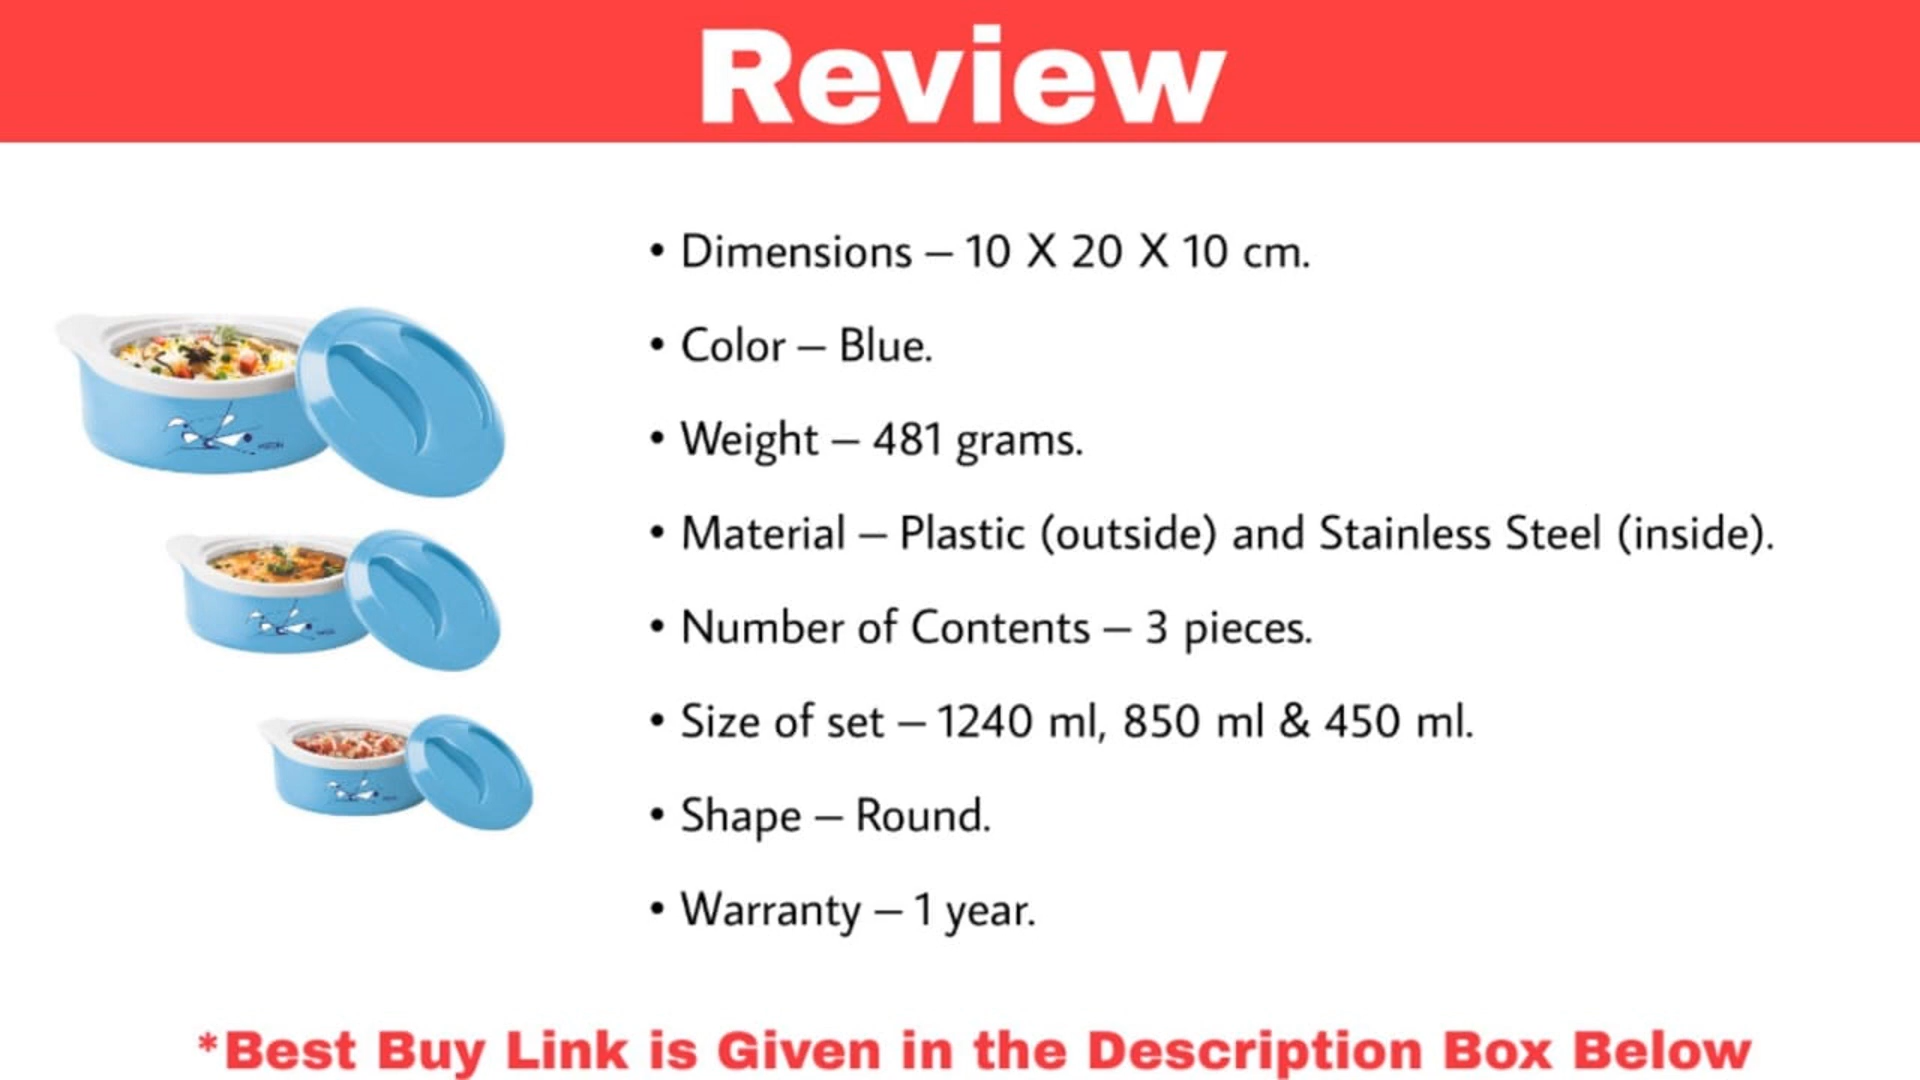 Review
• Dimensions – 10 X 20 X 10 cm.
• Color – Blue.
• Weight – 481 grams.
• Material – Plastic (outside) and Stainless Steel (inside).
• Number of Contents – 3 pieces.
• Size of set – 1240 ml, 850 ml & 450 ml.
• Shape – Round.
• Warranty – 1 year.
*Best Buy Link is Given in the Description Box Below